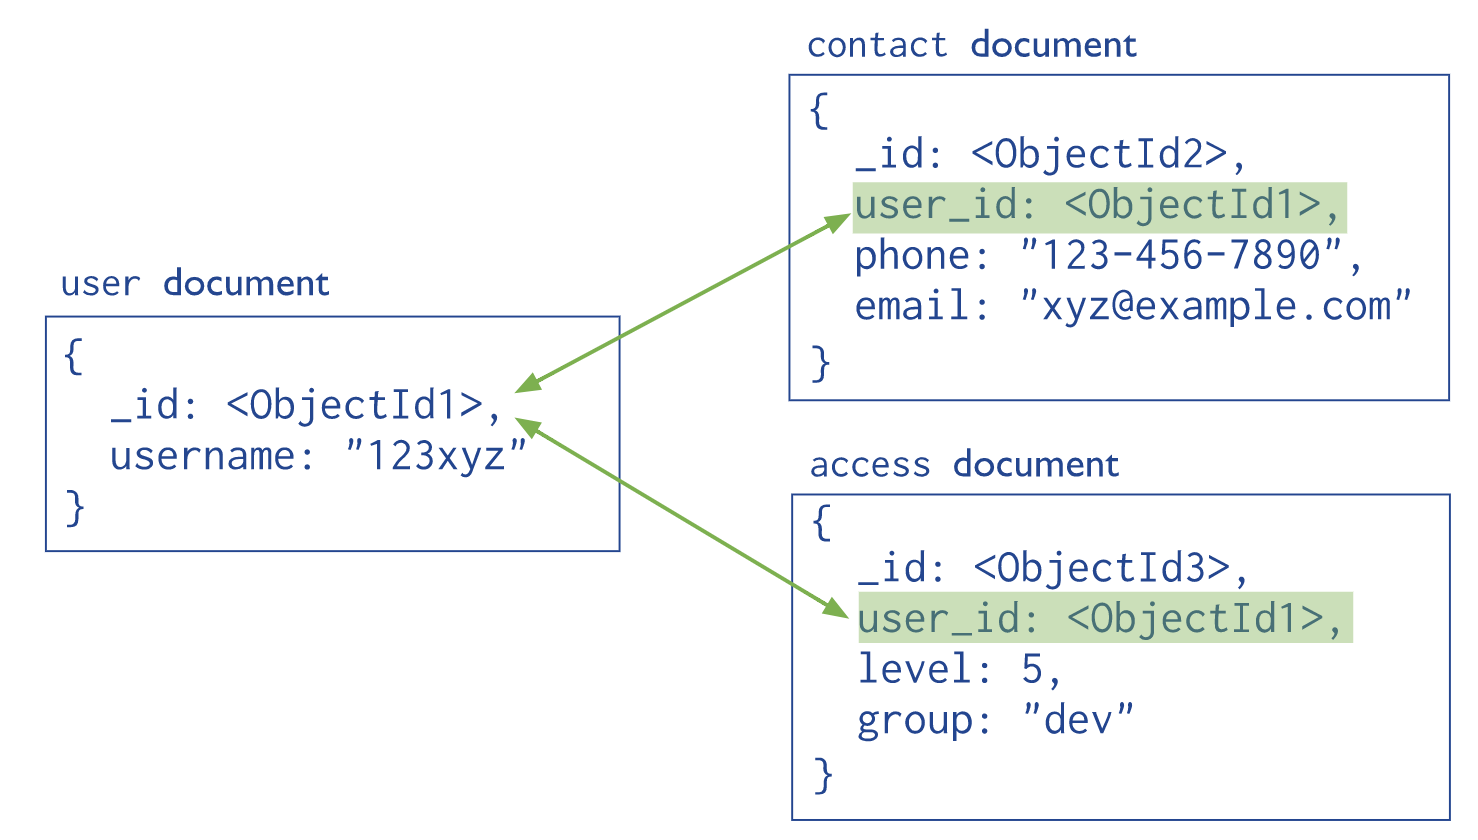 user document
{
_id: <ObjectId1>,
username: "123xyz"
}
contact document
{
_id: <ObjectId2>,
user_id: <ObjectId1>,
phone: "123-456-7890",
email: "xyz@example.com"
}
access document
{
_id: <ObjectId3>,
user_id: <ObjectId1>,
level: 5,
group: "dev"
}